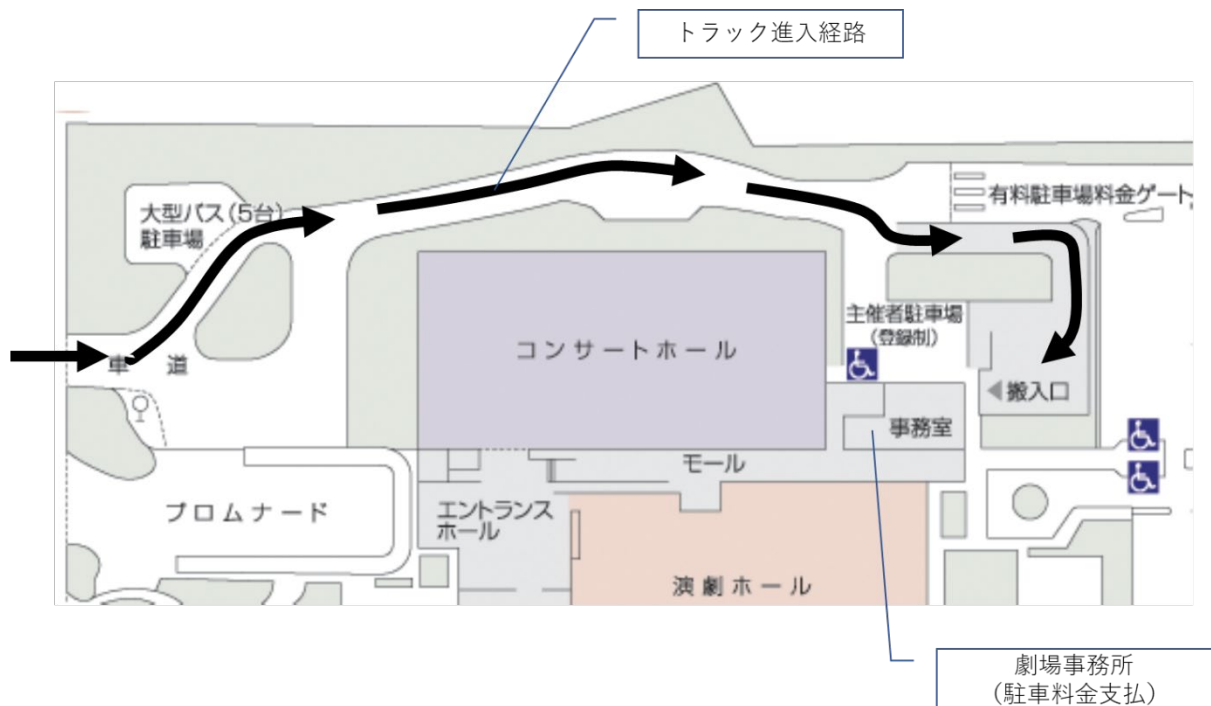 トラック進入経路
大型バス(5台)
駐車場
有料駐車場料金ゲート
車道
コンサートホール
主催者駐車場
(登録制)
搬入口
事務室
モール
プロムナード
エントランス
ホール
演劇ホール
劇場事務所
(駐車料金支払)